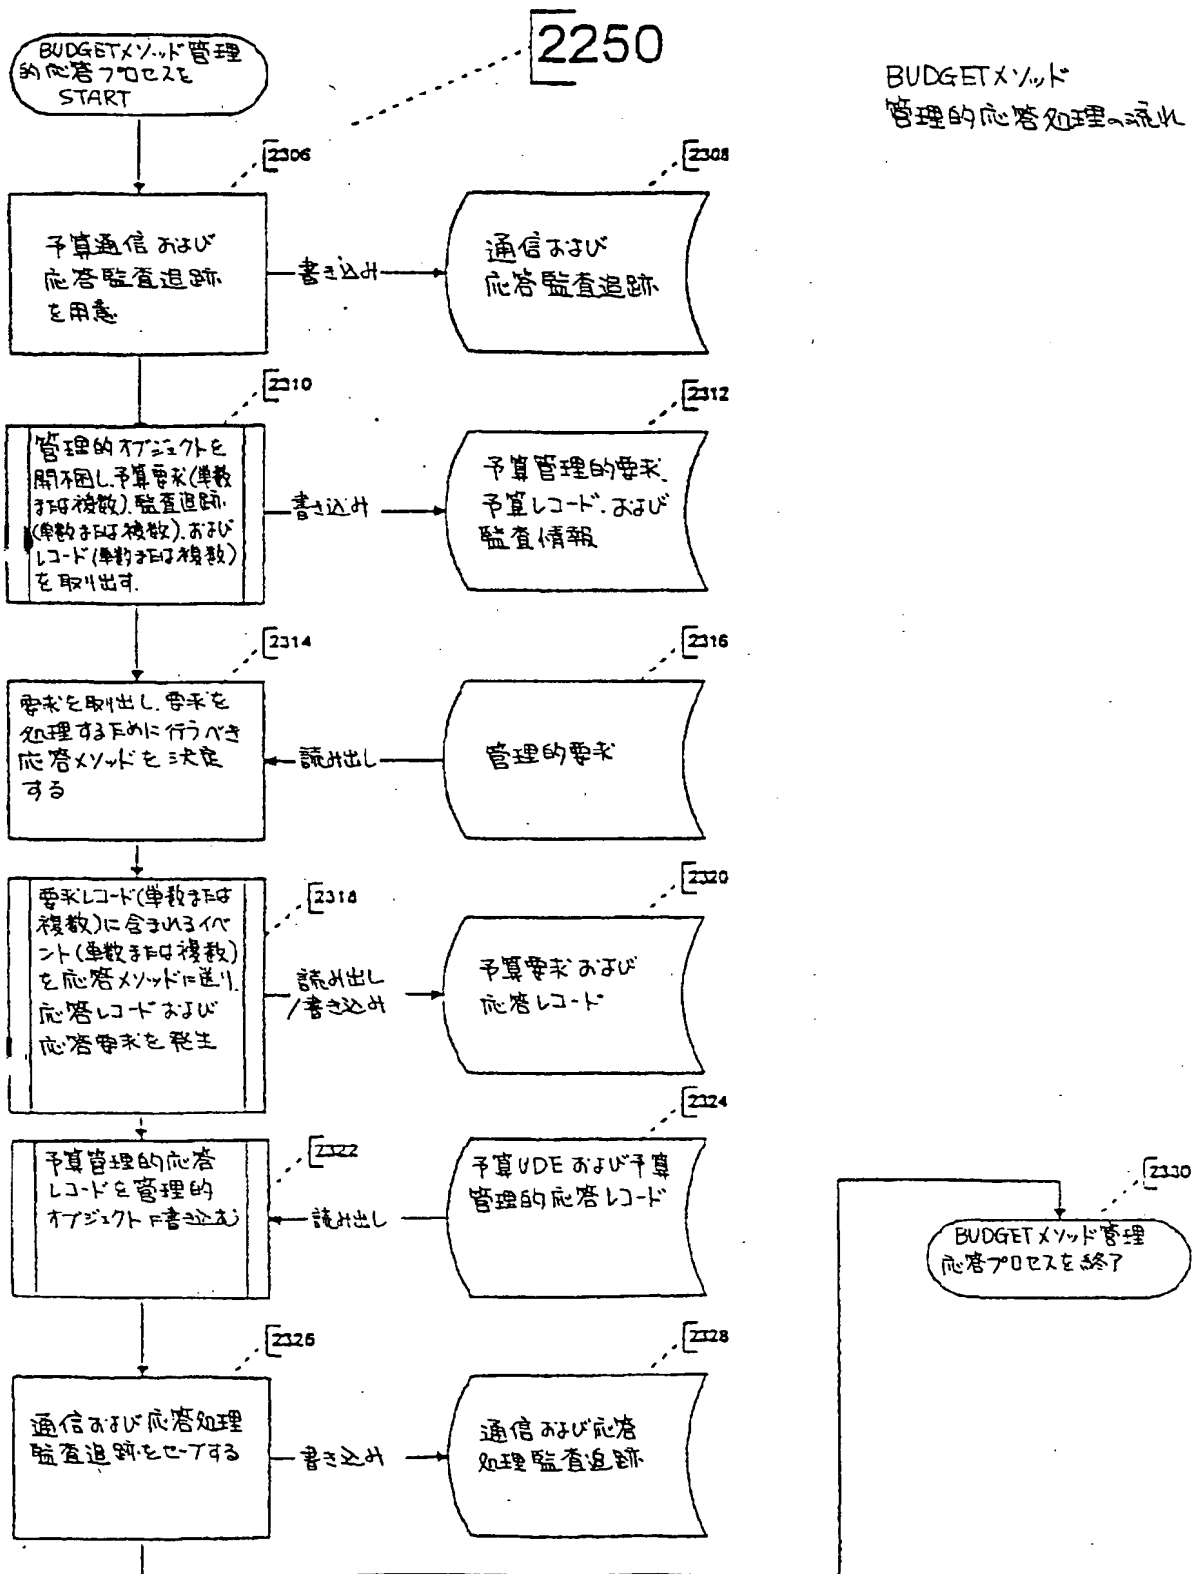 2250
BUDGETメソッド管理
的応答プロセスを
START
BUDGETメソッド
管理的応答処理の流れ
2306
予算通信および
応答監査追跡
を用意
書き込み
2308
通信および
応答監査追跡
2310
管理的オブジェクトを
開梱し、予算要求(単数
または複数)、監査追跡
(単数または複数)、および
レコード(単数または複数)
を取り出す.
書き込み
2312
予算管理的要求、
予算レコード、および
監査情報
2314
要求を取出し、要求を
処理するために行うべき
応答メソッドを決定
する
読み出し
2316
管理的要求
2318
要求レコード(単数または
複数)に含まれるイベ
ント(単数または複数)
を応答メソッドに送り、
応答レコードおよび
応答要求を発生
読み出し
/書き込み
2320
予算要求および
応答レコード
2322
予算管理的応答
レコードを管理的
オブジェクトに書き込む
読み出し
2324
予算UDEおよび予算
管理的応答レコード
2326
通信および応答処理
監査追跡をセーブする
書き込み
2328
通信および応答
処理監査追跡
2330
BUDGETメソッド管理
応答プロセスを終了